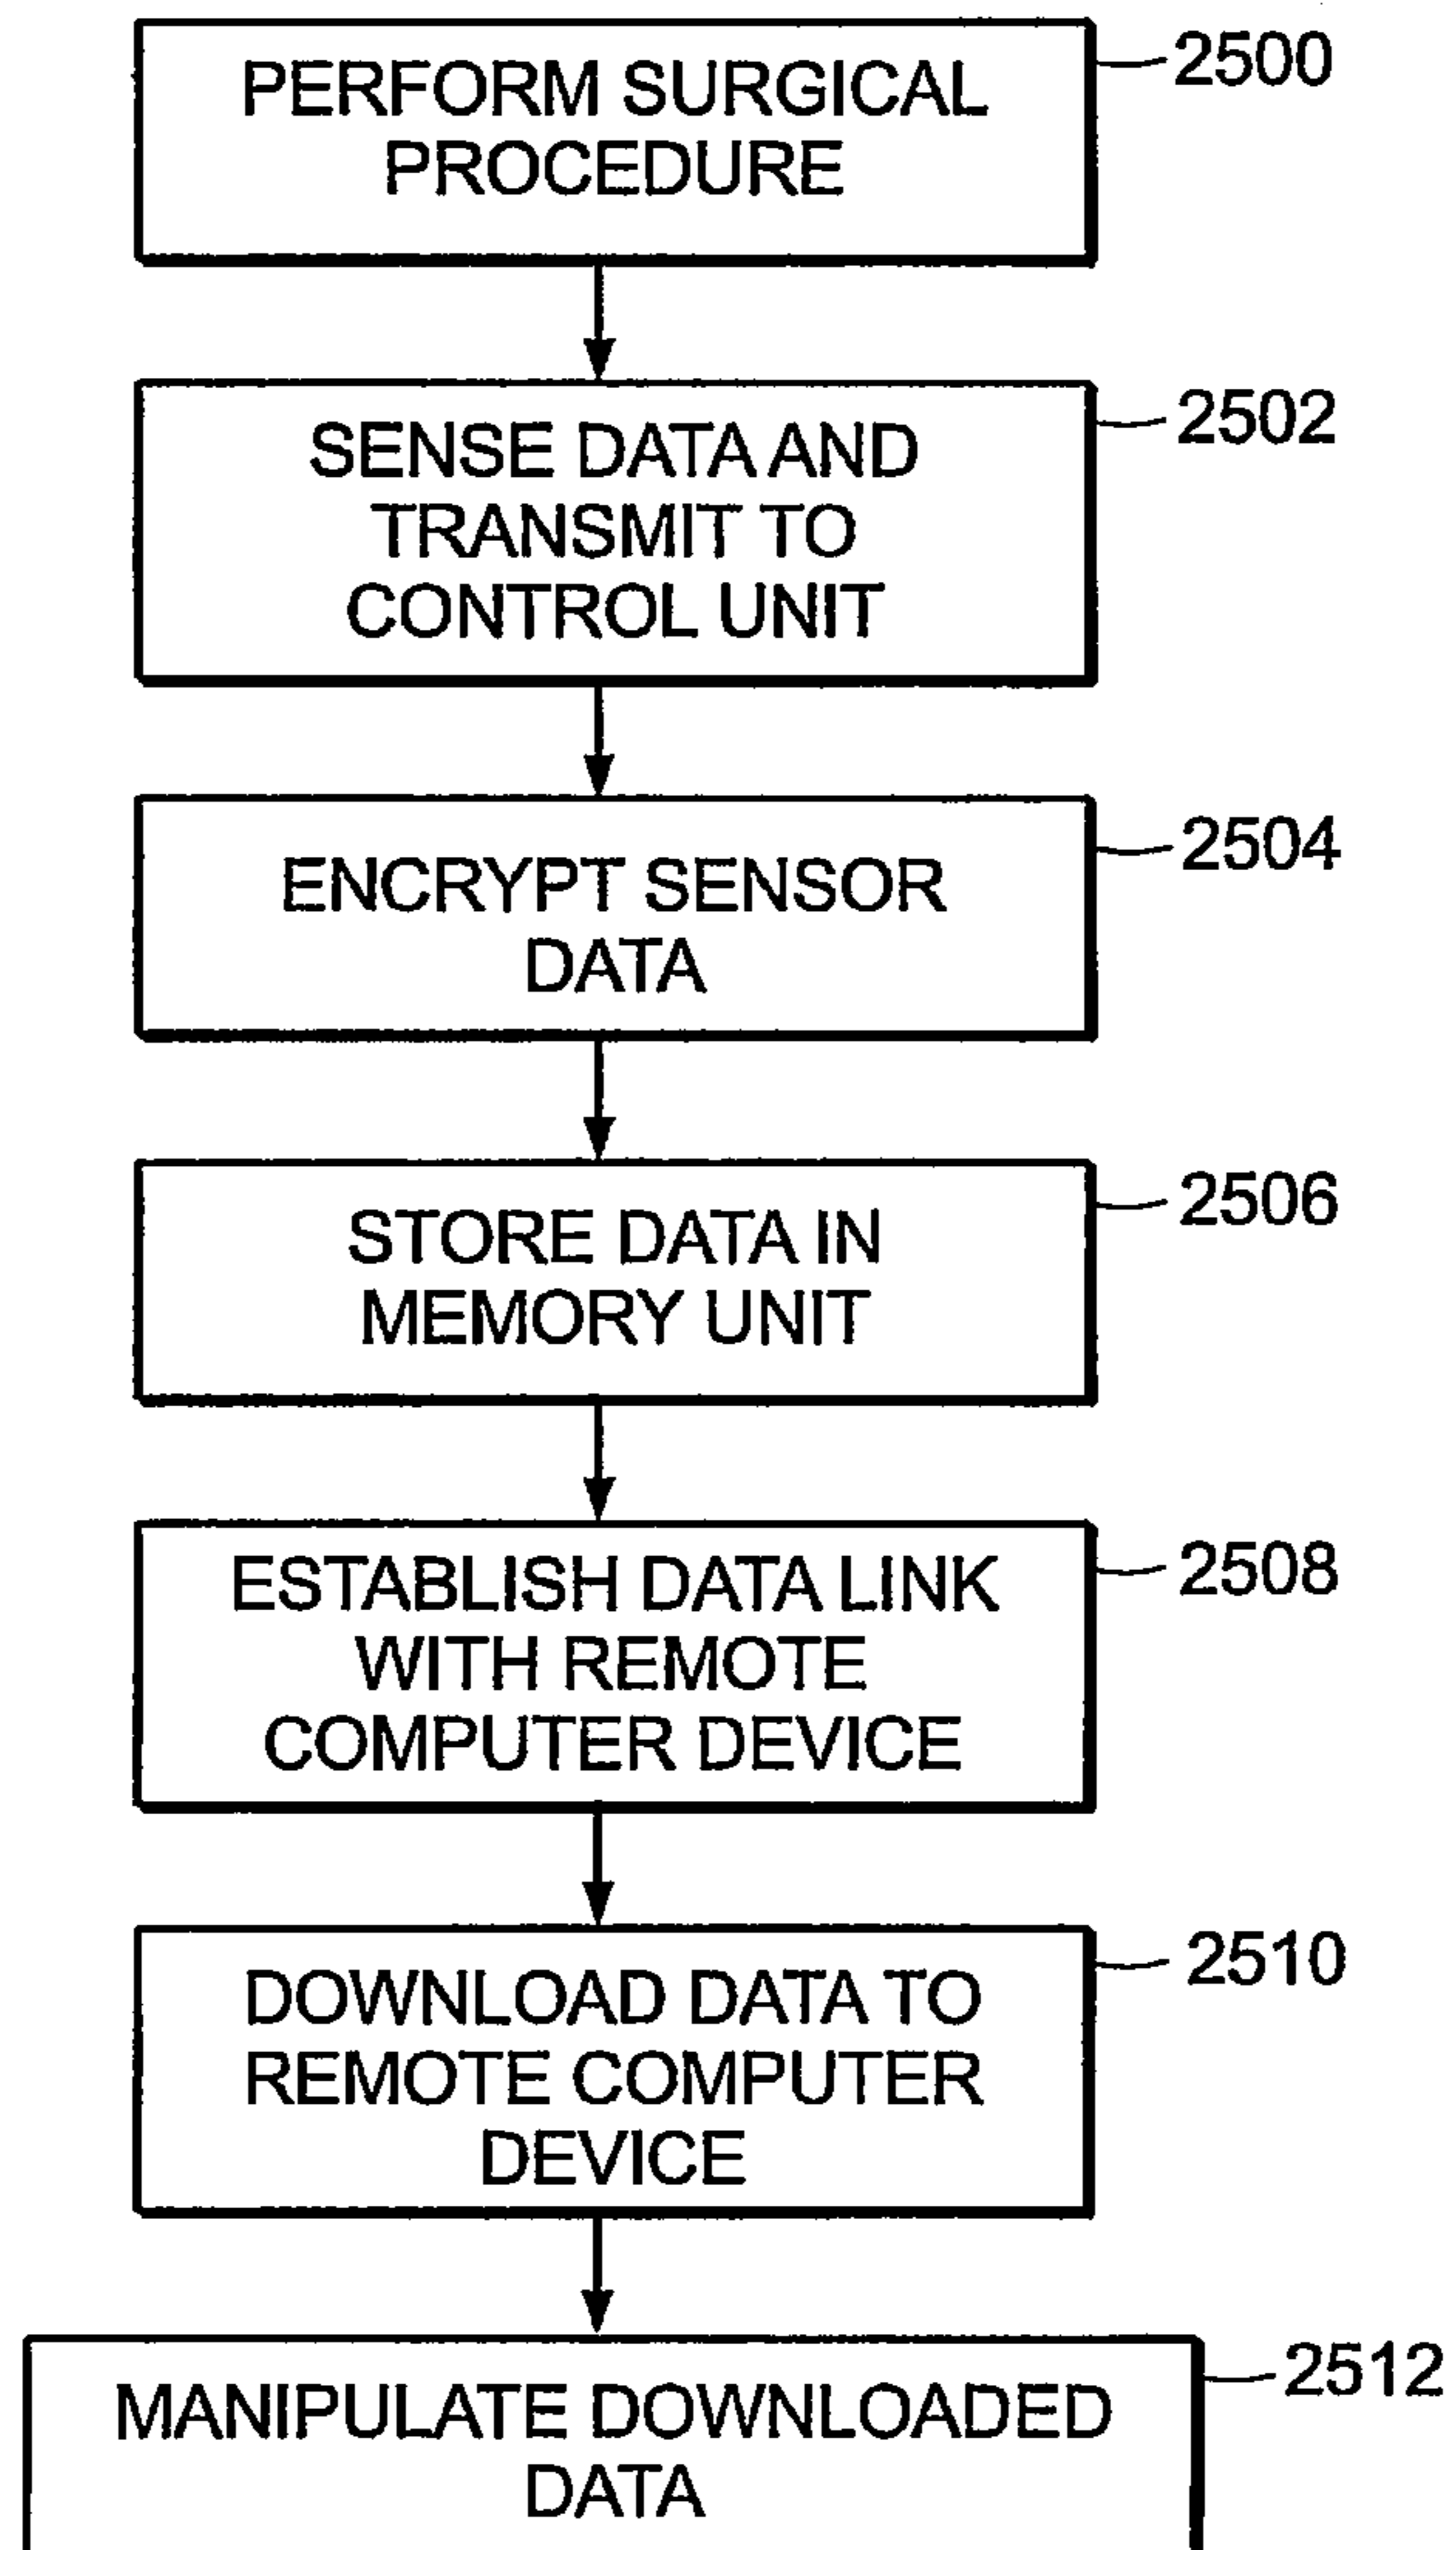 PERFORM SURGICAL
PROCEDURE
2500
SENSE DATA AND
TRANSMIT TO
CONTROL UNIT
2502
ENCRYPT SENSOR
DATA
2504
STORE DATA IN
MEMORY UNIT
2506
ESTABLISH DATA LINK
WITH REMOTE
COMPUTER DEVICE
2508
DOWNLOAD DATA TO
REMOTE COMPUTER
DEVICE
2510
MANIPULATE DOWNLOADED
DATA
2512